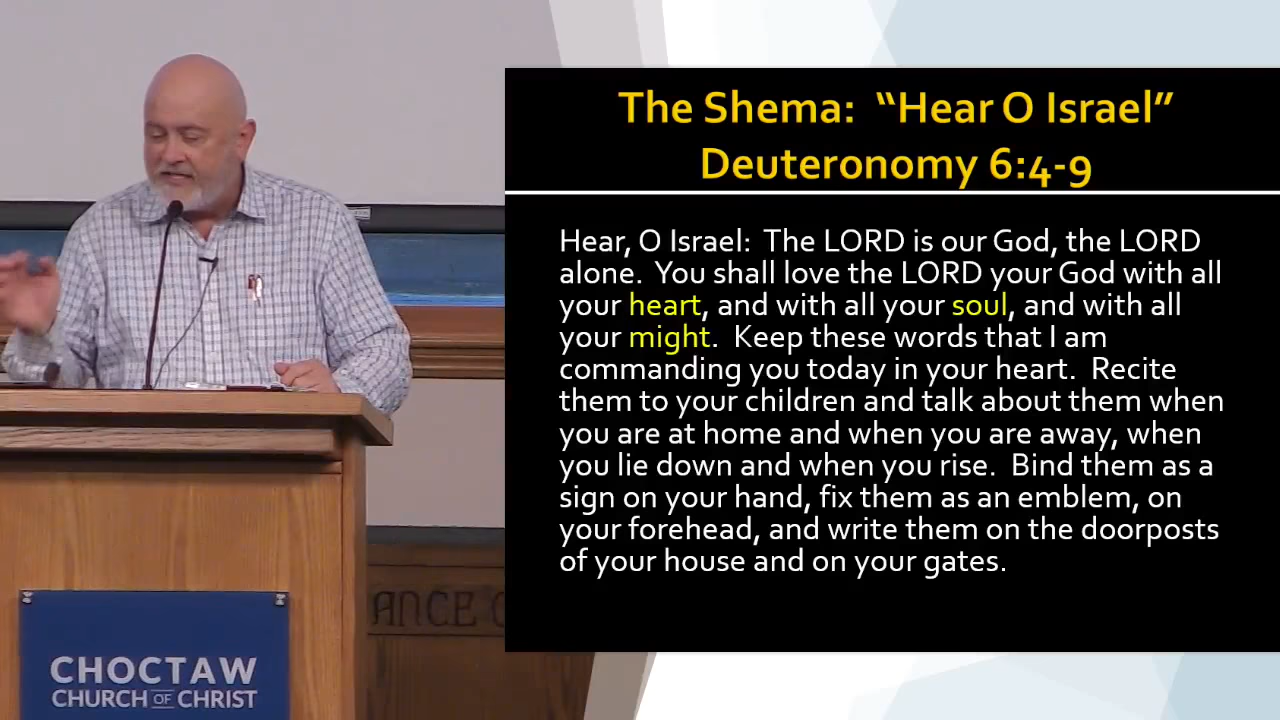 The Shema: “Hear O Israel”
Deuteronomy 6:4-9
Hear, O Israel: The LORD is our God, the LORD
alone. You shall love the LORD your God with all
your heart, and with all your soul, and with all
your might. Keep these words that I am
commanding you today in your heart. Recite
them to your children and talk about them when
you are at home and when you are away, when
you lie down and when you rise. Bind them as a
sign on your hand, fix them as an emblem, on
your forehead, and write them on the doorposts
of your house and on your gates.
CHOCTAW
CHURCH OF CHRIST